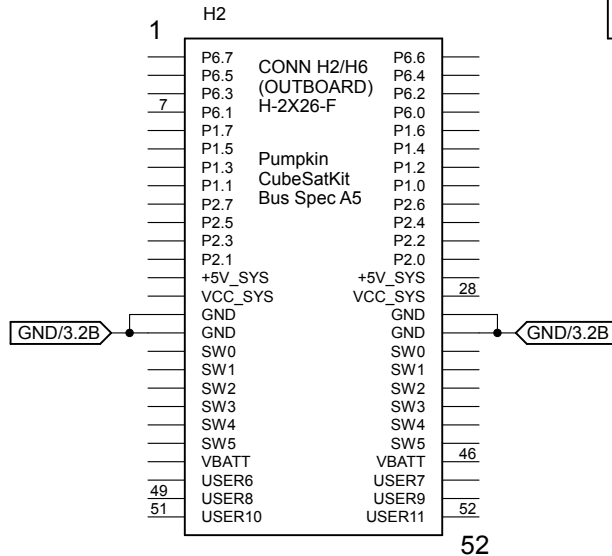 H2
1
P6.7 CONN H2/H6 P6.6
P6.5 (OUTBOARD) P6.4
P6.3 H-2X26-F P6.2
7 P6.1 P6.0
P1.7 P1.6
P1.5 Pumpkin P1.4
P1.3 CubeSatKit P1.2
P1.1 Bus Spec A5 P1.0
P2.7 P2.6
P2.5 P2.4
P2.3 P2.2
P2.1 P2.0
+5V_SYS +5V_SYS
VCC_SYS VCC_SYS 28
GND GND
GND/3.2B GND GND GND/3.2B
SW0 SW0
SW1 SW1
SW2 SW2
SW3 SW3
SW4 SW4
SW5 SW5
VBATT VBATT 46
USER6 USER7
49 USER8 USER9
51 USER10 USER11 52
52